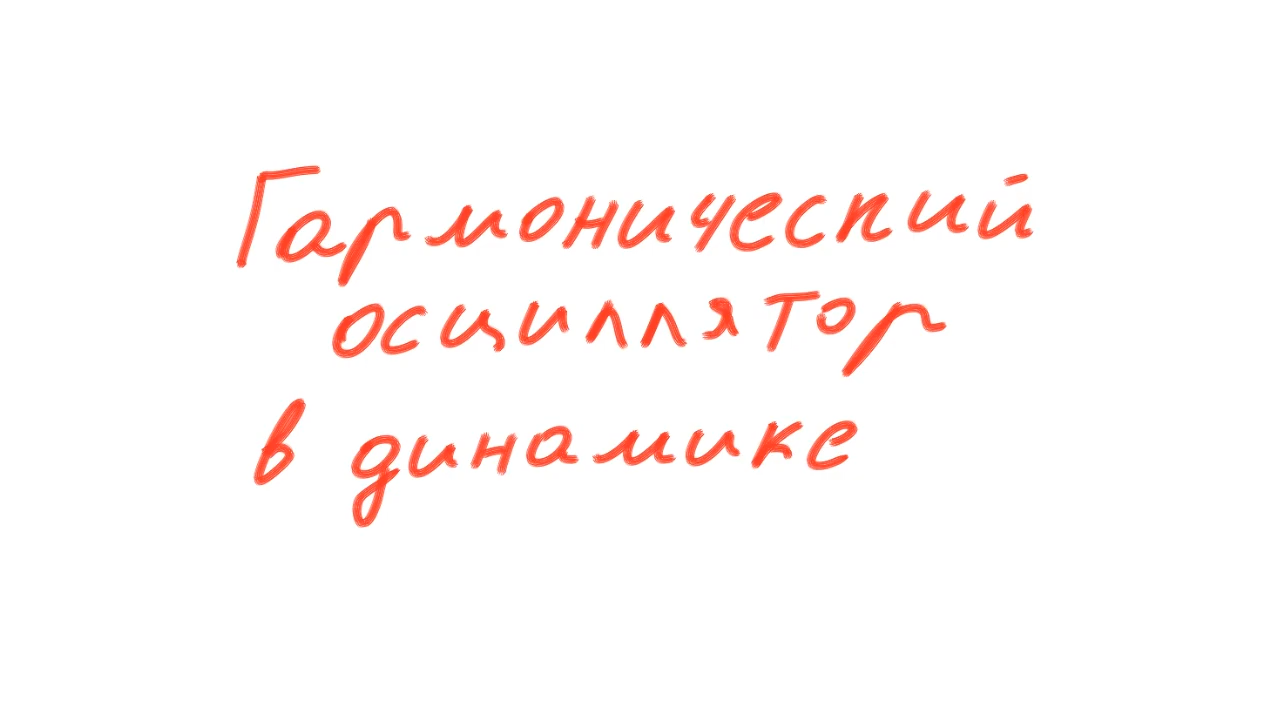 Гармонический
осциллятор
в динамике